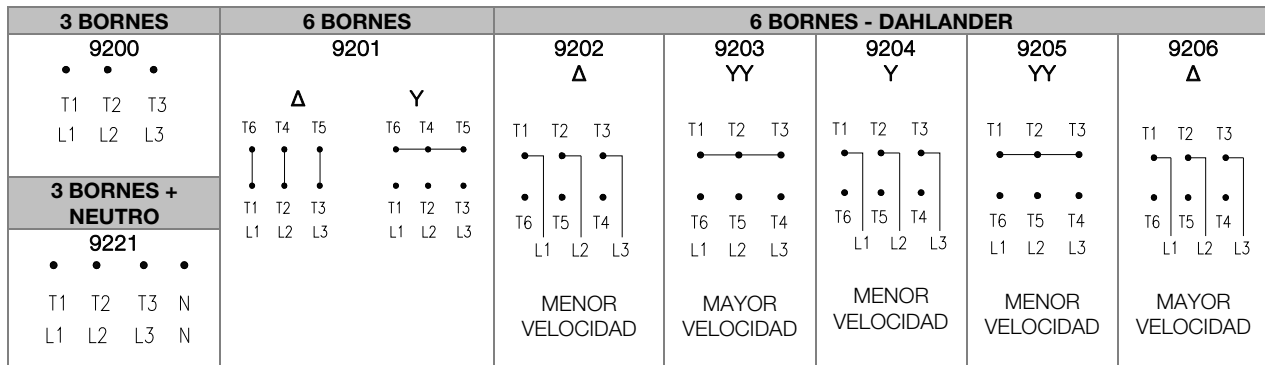 3 BORNES
9200
T1 T2 T3
L1 L2 L3
3 BORNES +
NEUTRO
9221
T1 T2 T3 N
L1 L2 L3 N
6 BORNES
9201
Δ Y
T6 T4 T5 T6 T4 T5
T1 T2 T3 T1 T2 T3
L1 L2 L3 L1 L2 L3
6 BORNES - DAHLANDER
9202
Δ
T1 T2 T3
T6 T5 T4
L1 L2 L3
MENOR
VELOCIDAD
9203
YY
T1 T2 T3
T6 T5 T4
L1 L2 L3
MAYOR
VELOCIDAD
9204
Y
T1 T2 T3
T6 T5 T4
L1 L2 L3
MENOR
VELOCIDAD
9205
YY
T1 T2 T3
T6 T5 T4
L1 L2 L3
MENOR
VELOCIDAD
9206
Δ
T1 T2 T3
T6 T5 T4
L1 L2 L3
MAYOR
VELOCIDAD